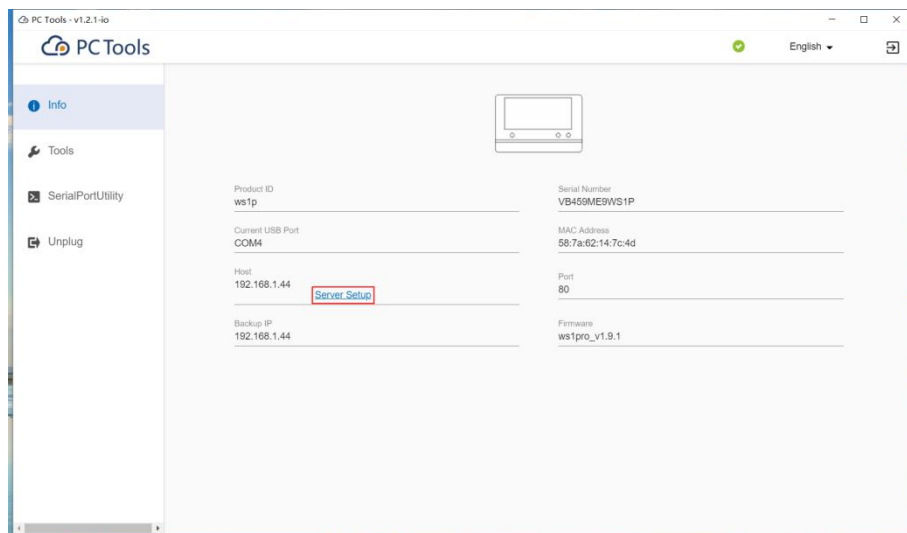 PC Tools - v1.2.1-io
PC Tools
English
Info
Tools
SerialPortUtility
Unplug
Product ID
ws1p
Serial Number
VB459ME9WS1P
Current USB Port
COM4
MAC Address
58:7a:62:14:7c:4d
Host
192.168.1.44
Server Setup
Port
80
Backup IP
192.168.1.44
Firmware
ws1pro_v1.9.1